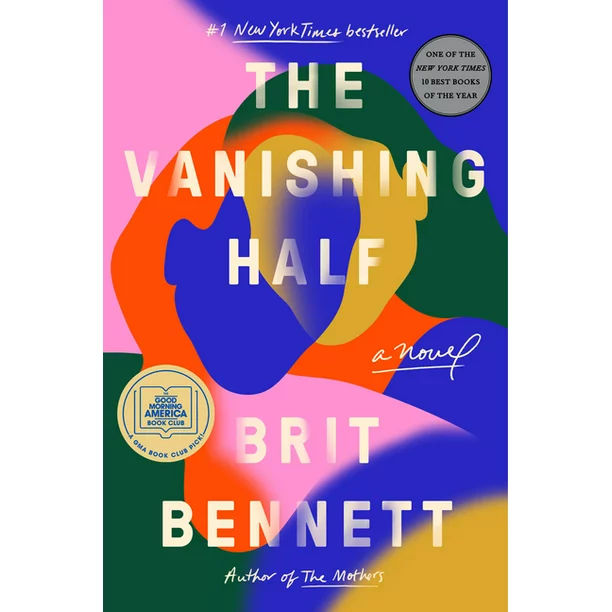 #1 New York Times bestseller
ONE OF THE
NEW YORK TIMES
10 BEST BOOKS
OF THE YEAR
THE
VANISHING
HALF
a novel
THE
GOOD
MORNING
AMERICA
BOOK CLUB
A GMA BOOK CLUB PICK!
BRIT
BENNETT
Author of The Mothers